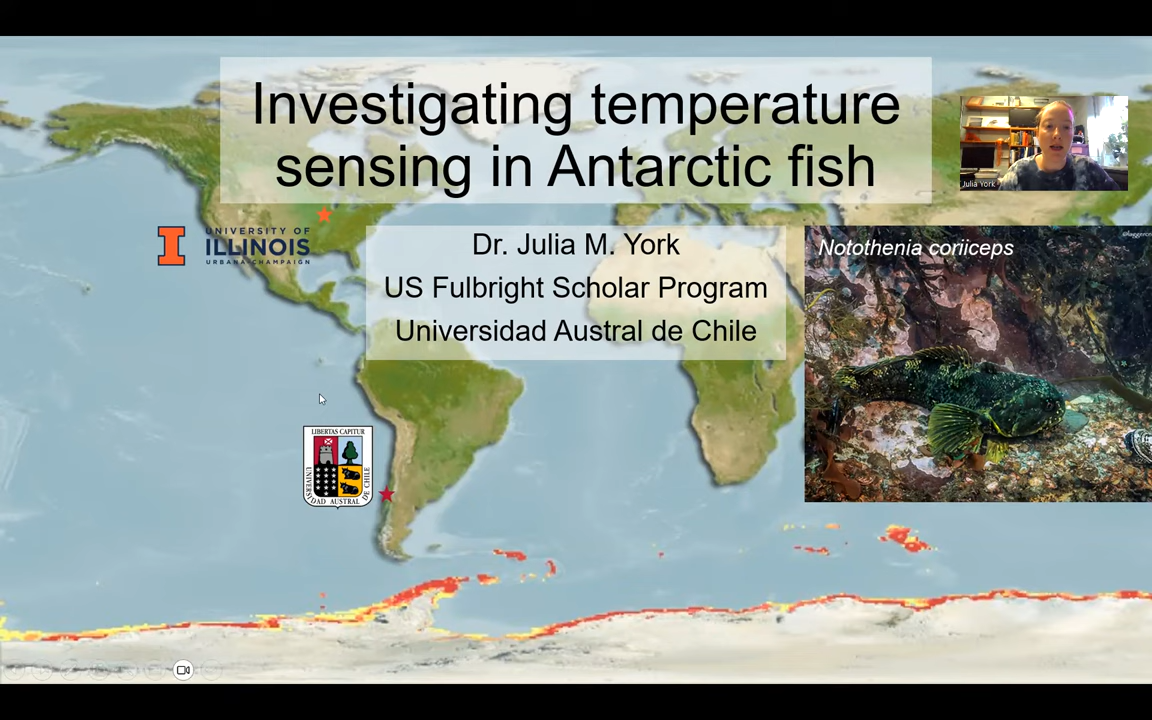 Investigating temperature
sensing in Antarctic fish
Julia York
UNIVERSITY OF
ILLINOIS
URBANA-CHAMPAIGN
Dr. Julia M. York
US Fulbright Scholar Program
Universidad Austral de Chile
Notothenia coriiceps
LIBERTAS CAPITUR
UNIVERSIDAD AUSTRAL DE CHILE